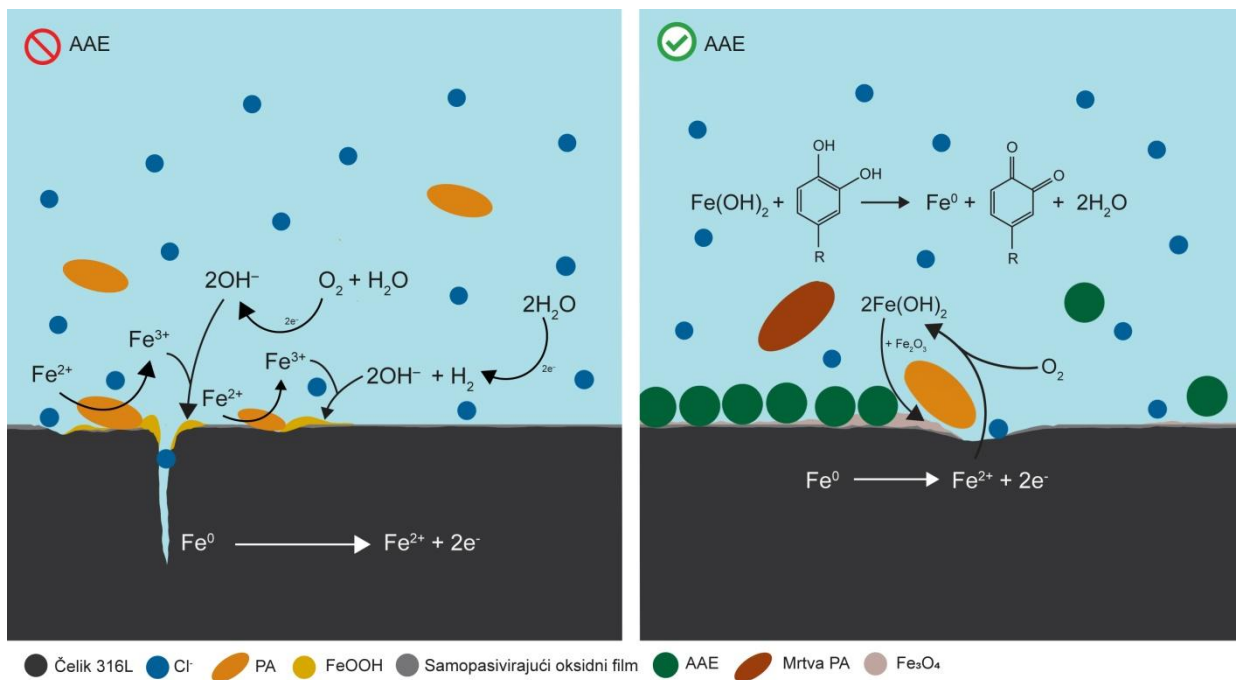 AAE
2OH⁻
O₂ + H₂O
2e⁻
2H₂O
2e⁻
Fe³⁺
Fe²⁺
Fe³⁺
Fe²⁺
2OH⁻ + H₂
Fe⁰ → Fe²⁺ + 2e⁻
AAE
OH
OH
O
O
Fe(OH)₂ + → Fe⁰ + + 2H₂O
R
R
2Fe(OH)₂
+ Fe₂O₃
O₂
Fe⁰ → Fe²⁺ + 2e⁻
Čelik 316L Cl⁻ PA FeOOH Samopasivirajući oksidni film AAE Mrtva PA Fe₃O₄